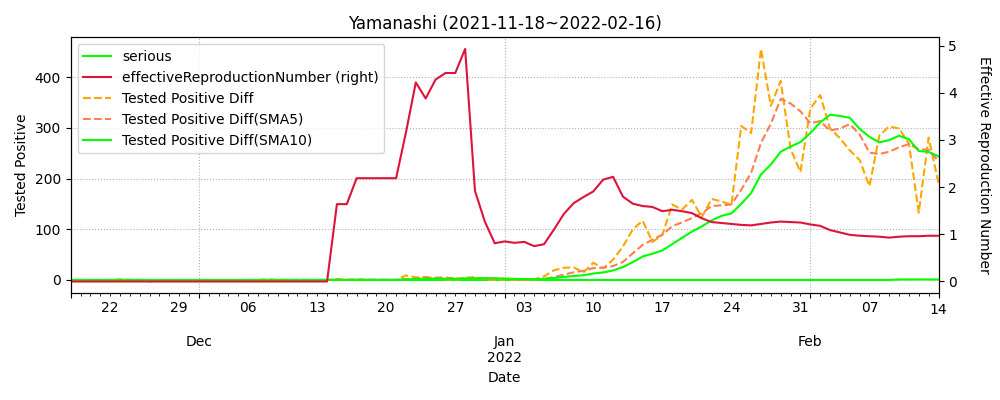 Yamanashi (2021-11-18~2022-02-16)
serious
effectiveReproductionNumber (right)
Tested Positive Diff
Tested Positive Diff(SMA5)
Tested Positive Diff(SMA10)
Tested Positive
400
300
200
100
0
5
4
3
2
1
0
Effective Reproduction Number
22 29 06 13 20 27 03 10 17 24 31 07 14
Dec Jan Feb
2022
Date